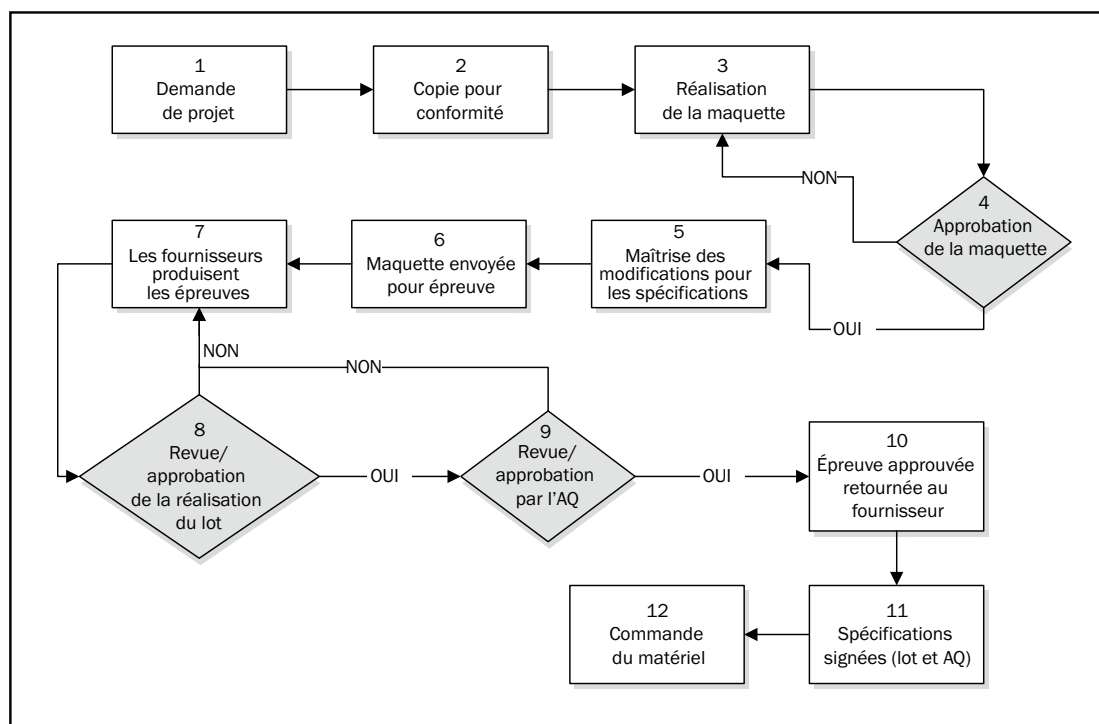 1
Demande
de projet
2
Copie pour
conformité
3
Réalisation
de la maquette
NON
4
Approbation
de la maquette
7
Les fournisseurs
produisent
les épreuves
6
Maquette envoyée
pour épreuve
5
Maîtrise des
modifications pour
les spécifications
OUI
NON
NON
8
Revue/
approbation
de la réalisation
du lot
OUI
9
Revue/
approbation
par l’AQ
OUI
10
Épreuve approuvée
retournée au
fournisseur
12
Commande
du matériel
11
Spécifications
signées (lot et AQ)